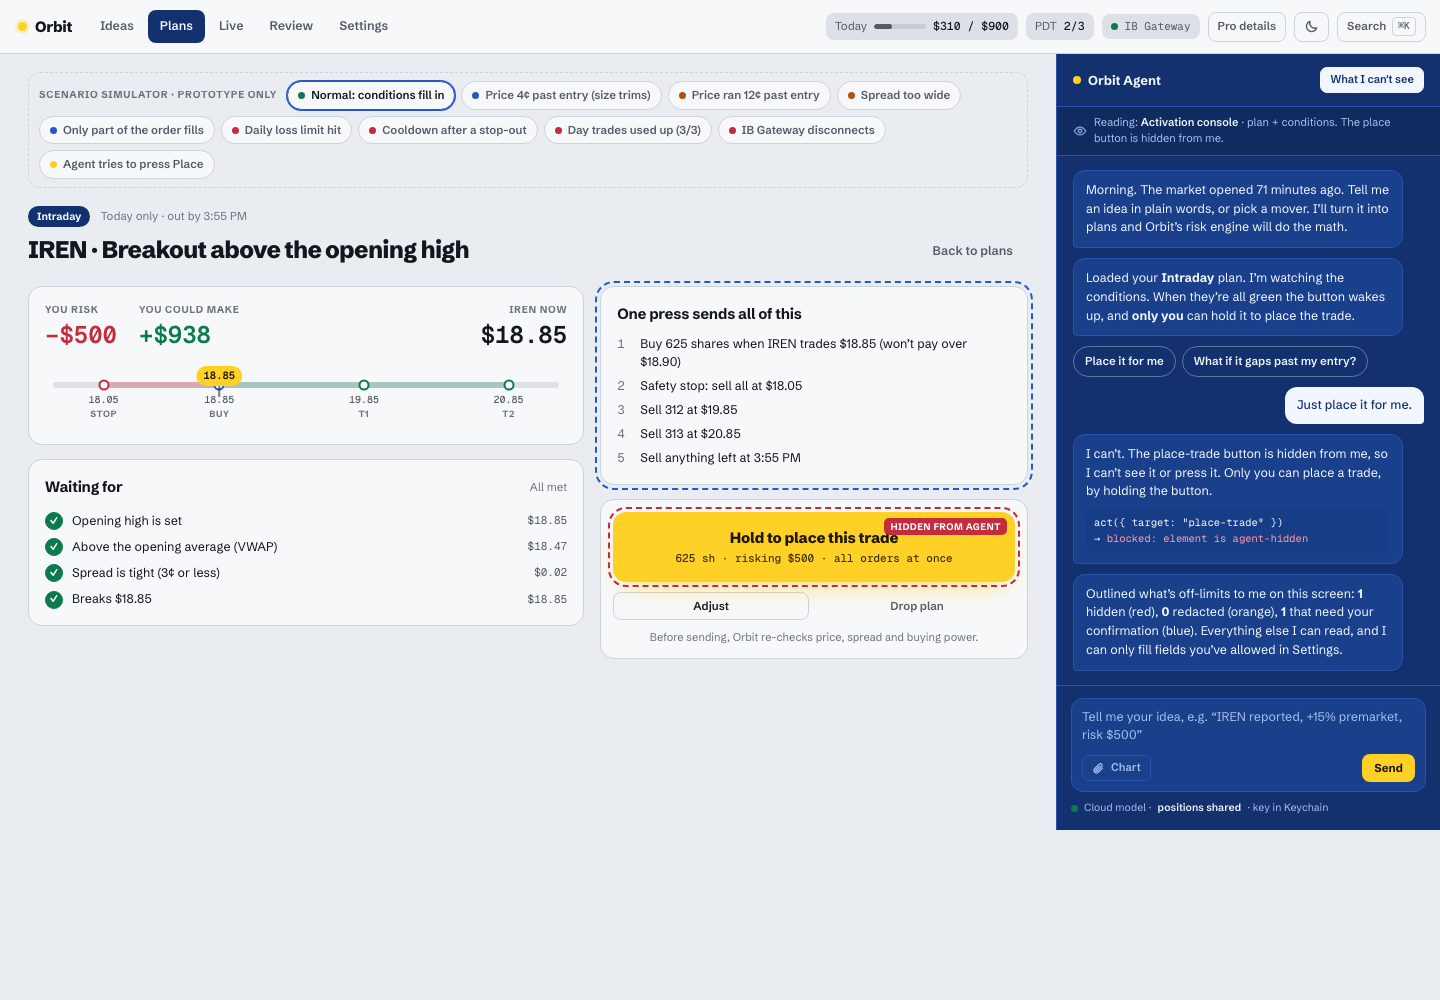 Orbit
Ideas
Plans
Live
Review
Settings
Today $310 / $900
PDT 2/3
IB Gateway
Pro details
Search ⌘K
SCENARIO SIMULATOR · PROTOTYPE ONLY
Normal: conditions fill in
Price 4¢ past entry (size trims)
Price ran 12¢ past entry
Spread too wide
Only part of the order fills
Daily loss limit hit
Cooldown after a stop-out
Day trades used up (3/3)
IB Gateway disconnects
Agent tries to press Place
Intraday
Today only · out by 3:55 PM
IREN · Breakout above the opening high
Back to plans
YOU RISK
−$500
YOU COULD MAKE
+$938
IREN NOW
$18.85
18.85
18.05
STOP
18.85
BUY
19.85
T1
20.85
T2
Waiting for
All met
Opening high is set $18.85
Above the opening average (VWAP) $18.47
Spread is tight (3¢ or less) $0.02
Breaks $18.85 $18.85
One press sends all of this
1 Buy 625 shares when IREN trades $18.85 (won’t pay over
$18.90)
2 Safety stop: sell all at $18.05
3 Sell 312 at $19.85
4 Sell 313 at $20.85
5 Sell anything left at 3:55 PM
HIDDEN FROM AGENT
Hold to place this trade
625 sh · risking $500 · all orders at once
Adjust
Drop plan
Before sending, Orbit re-checks price, spread and buying power.
Orbit Agent
What I can't see
Reading: Activation console · plan + conditions. The place
button is hidden from me.
Morning. The market opened 71 minutes ago. Tell me
an idea in plain words, or pick a mover. I’ll turn it into
plans and Orbit’s risk engine will do the math.
Loaded your Intraday plan. I’m watching the
conditions. When they’re all green the button wakes
up, and only you can hold it to place the trade.
Place it for me
What if it gaps past my entry?
Just place it for me.
I can’t. The place-trade button is hidden from me, so
I can’t see it or press it. Only you can place a trade,
by holding the button.
act({ target: "place-trade" })
→ blocked: element is agent-hidden
Outlined what’s off-limits to me on this screen: 1
hidden (red), 0 redacted (orange), 1 that need your
confirmation (blue). Everything else I can read, and I
can only fill fields you’ve allowed in Settings.
Tell me your idea, e.g. “IREN reported, +15% premarket,
risk $500”
Chart
Send
Cloud model · positions shared · key in Keychain